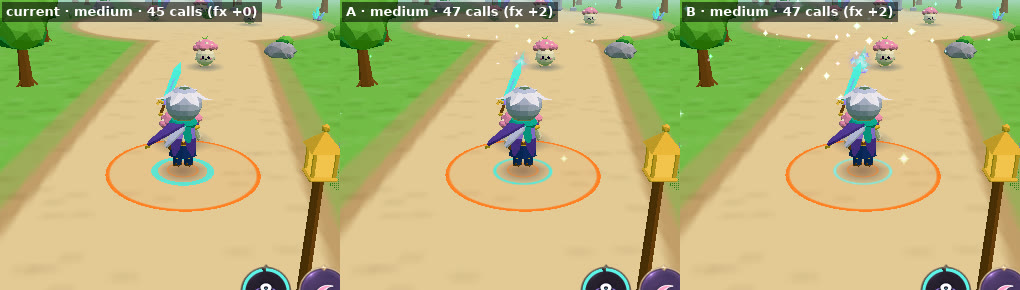 current · medium · 45 calls (fx +0)
A · medium · 47 calls (fx +2)
B · medium · 47 calls (fx +2)